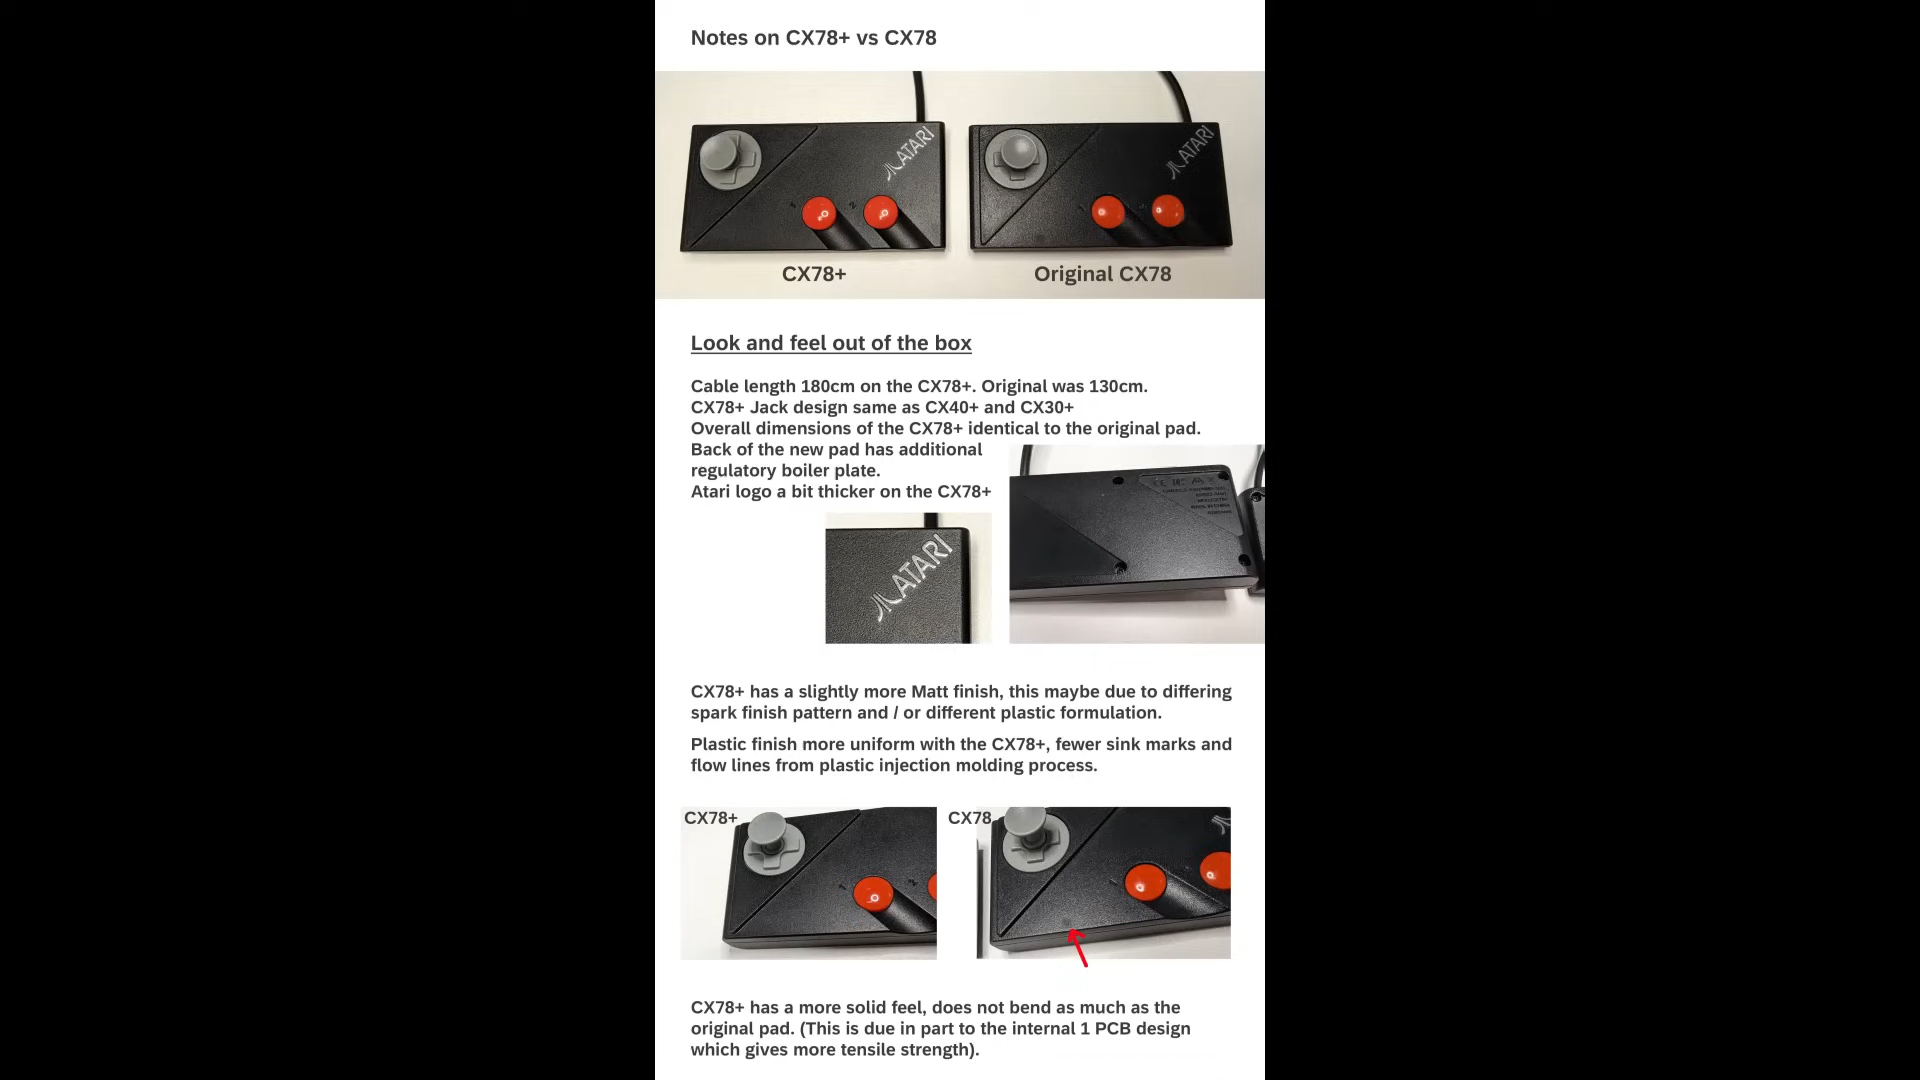 Notes on CX78+ vs CX78
ATARI
ATARI
1
2
CX78+
Original CX78
Look and feel out of the box
Cable length 180cm on the CX78+. Original was 130cm.
CX78+ Jack design same as CX40+ and CX30+
Overall dimensions of the CX78+ identical to the original pad.
Back of the new pad has additional
regulatory boiler plate.
Atari logo a bit thicker on the CX78+
ATARI
CX78+ has a slightly more Matt finish, this maybe due to differing
spark finish pattern and / or different plastic formulation.
Plastic finish more uniform with the CX78+, fewer sink marks and
flow lines from plastic injection molding process.
CX78+
CX78
1
2
CX78+ has a more solid feel, does not bend as much as the
original pad. (This is due in part to the internal 1 PCB design
which gives more tensile strength).